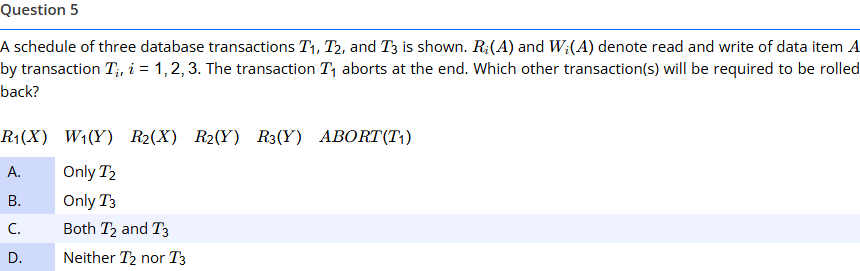 Question 5
A schedule of three database transactions T₁, T₂, and T₃ is shown. Rᵢ(A) and Wᵢ(A) denote read and write of data item A
by transaction Tᵢ, i = 1, 2, 3. The transaction T₁ aborts at the end. Which other transaction(s) will be required to be rolled
back?
R₁(X) W₁(Y) R₂(X) R₂(Y) R₃(Y) ABORT(T₁)
A. Only T₂
B. Only T₃
C. Both T₂ and T₃
D. Neither T₂ nor T₃